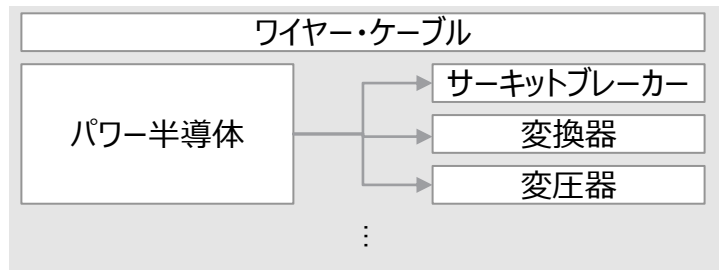 ワイヤー・ケーブル
パワー半導体
サーキットブレーカー
変換器
変圧器
⋮